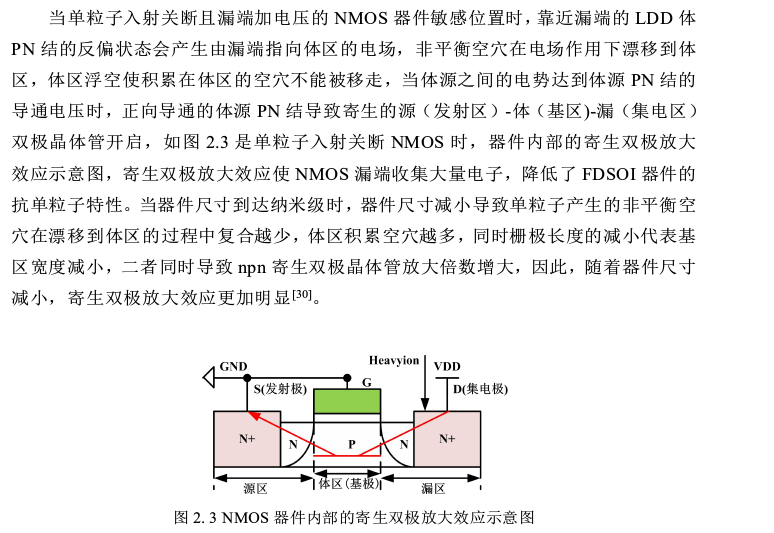 当单粒子入射关断且漏端加电压的 NMOS 器件敏感位置时，靠近漏端的 LDD 体
PN 结的反偏状态会产生由漏端指向体区的电场，非平衡空穴在电场作用下漂移到体
区，体区浮空使积累在体区的空穴不能被移走，当体源之间的电势达到体源 PN 结的
导通电压时，正向导通的体源 PN 结导致寄生的源（发射区）-体（基区)-漏（集电区）
双极晶体管开启，如图 2.3 是单粒子入射关断 NMOS 时，器件内部的寄生双极放大
效应示意图，寄生双极放大效应使 NMOS 漏端收集大量电子，降低了 FDSOI 器件的
抗单粒子特性。当器件尺寸到达纳米级时，器件尺寸减小导致单粒子产生的非平衡空
穴在漂移到体区的过程中复合越少，体区积累空穴越多，同时栅极长度的减小代表基
区宽度减小，二者同时导致 npn 寄生双极晶体管放大倍数增大，因此，随着器件尺寸
减小，寄生双极放大效应更加明显[30]。
GND Heavyion VDD
S(发射极) G D(集电极)
N+ N P N N+
源区 体区(基极) 漏区
图 2.3 NMOS 器件内部的寄生双极放大效应示意图